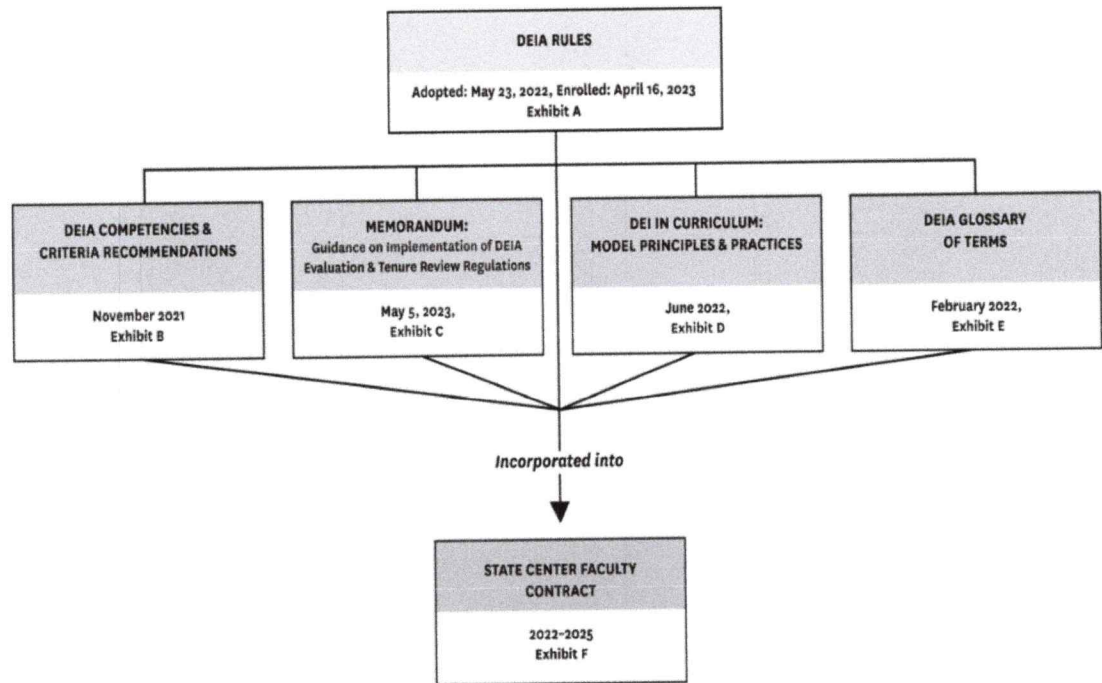 DEIA RULES
Adopted: May 23, 2022, Enrolled: April 16, 2023
Exhibit A
DEIA COMPETENCIES &
CRITERIA RECOMMENDATIONS
November 2021
Exhibit B
MEMORANDUM:
Guidance on Implementation of DEIA
Evaluation & Tenure Review Regulations
May 5, 2023,
Exhibit C
DEI IN CURRICULUM:
MODEL PRINCIPLES & PRACTICES
June 2022,
Exhibit D
DEIA GLOSSARY
OF TERMS
February 2022,
Exhibit E
Incorporated into
STATE CENTER FACULTY
CONTRACT
2022-2025
Exhibit F